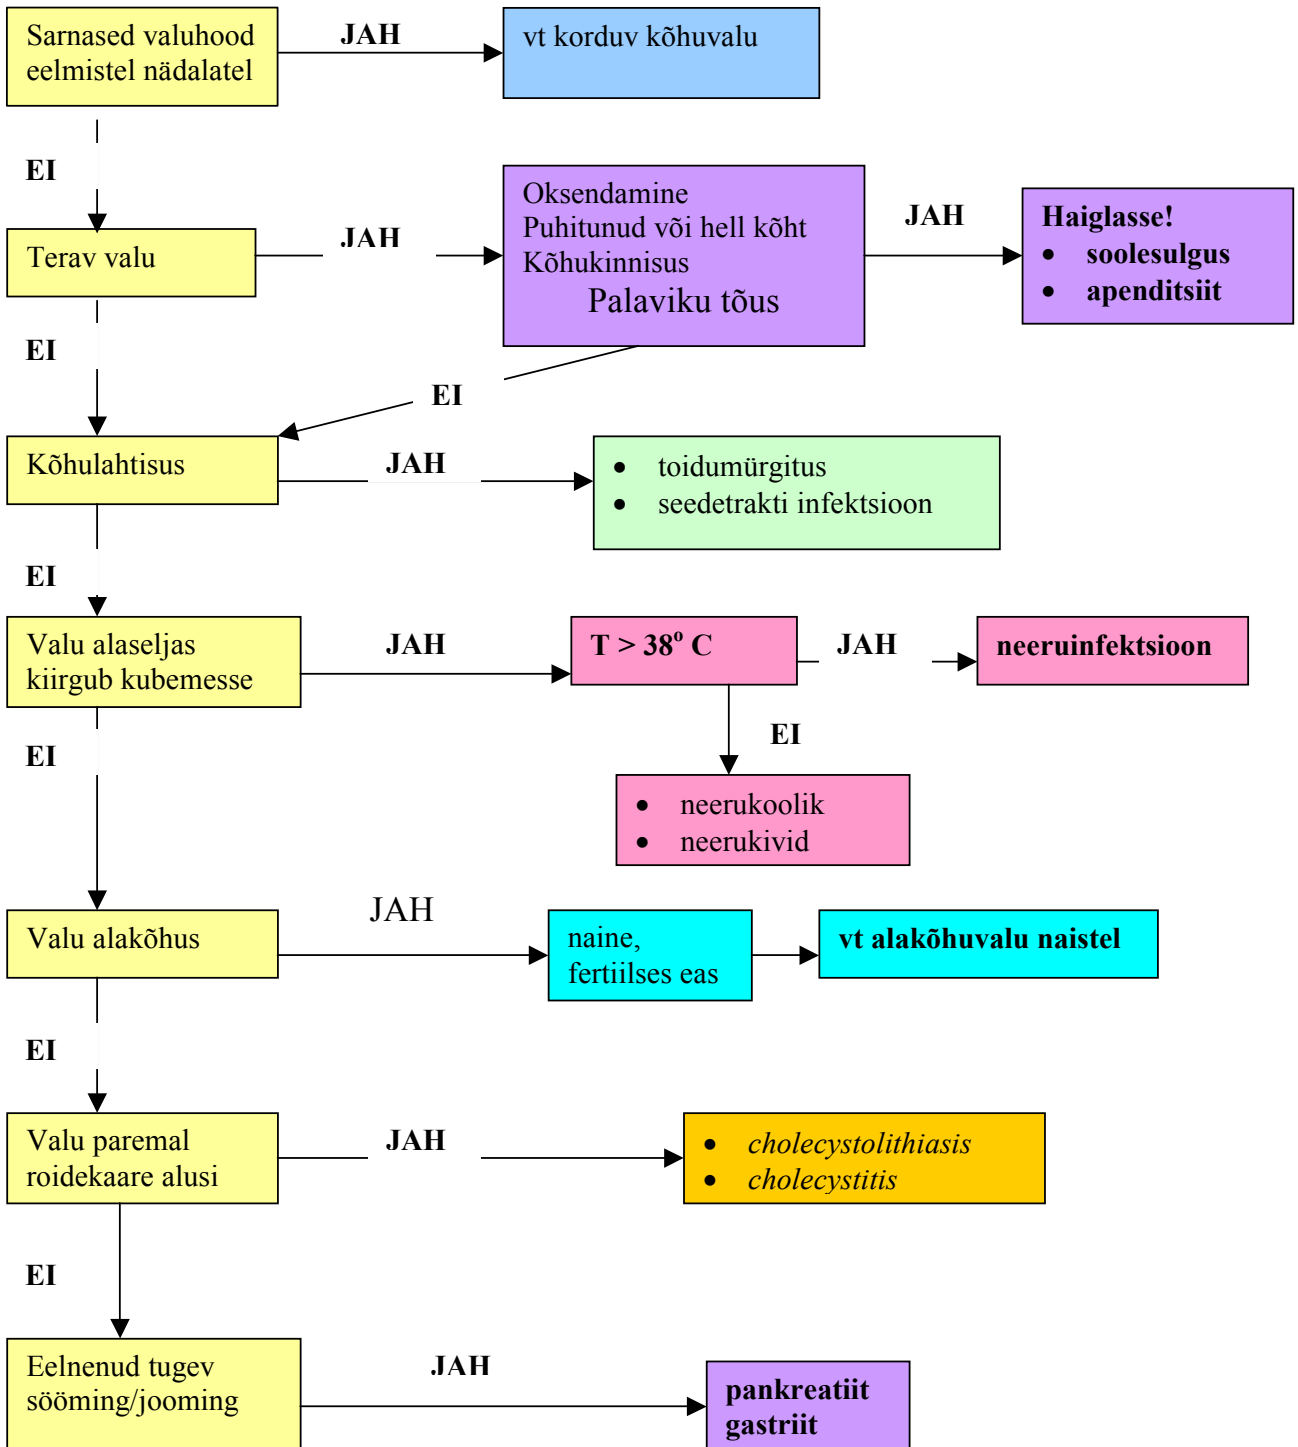 Sarnased valuhood
eelmistel nädalatel
JAH
vt korduv kõhuvalu
EI
Terav valu
JAH
Oksendamine
Puhitunud või hell kõht
Kõhukinnisus
Palaviku tõus
JAH
Haiglasse!
• soolesulgus
• apenditsiit
EI
EI
Kõhulahtisus
JAH
• toidumürgitus
• seedetrakti infektsioon
EI
Valu alaseljas
kiirgub kubemesse
JAH
T > 38º C
JAH
neeruinfektsioon
EI
EI
• neerukoolik
• neerukivid
Valu alakõhus
JAH
naine,
fertiilses eas
vt alakõhuvalu naistel
EI
Valu paremal
roidekaare alusi
JAH
• cholecystolithiasis
• cholecystitis
EI
Eelnenud tugev
sööming/jooming
JAH
pankreatiit
gastriit